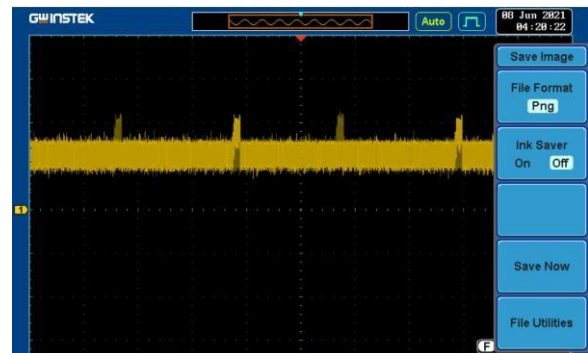 GWINSTEK
Auto
08 Jun 2021
04:20:22
Save Image
File Format
Png
Ink Saver
On Off
1
Save Now
F
File Utilities